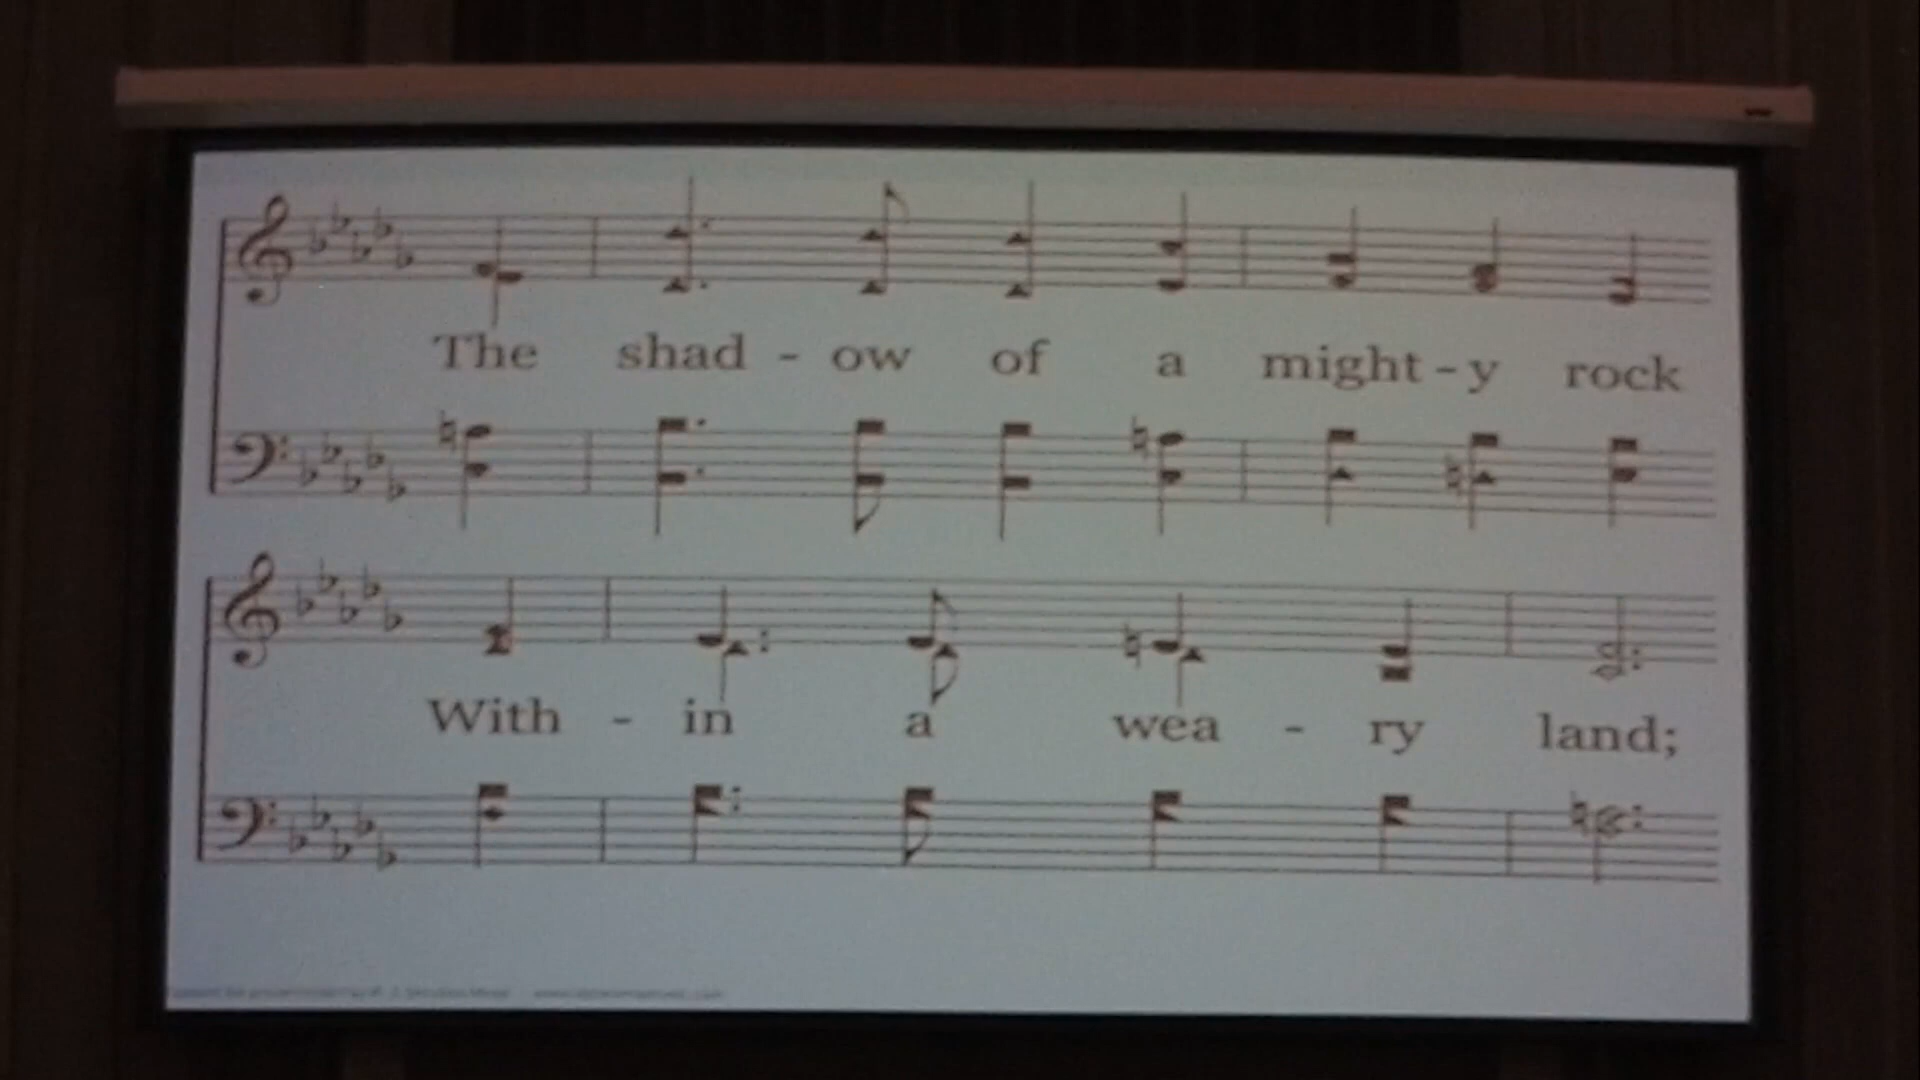 The shad - ow of a might - y rock
With - in a wea - ry land;